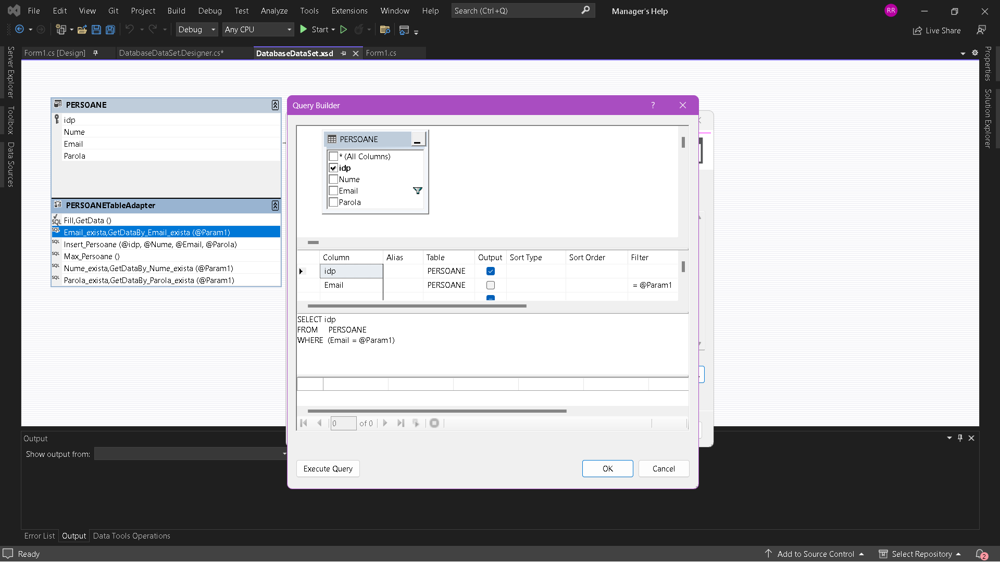 File Edit View Git Project Build Debug Test Analyze Tools Extensions Window Help Search (Ctrl+Q) Manager's Help RR
Debug Any CPU Start Live Share
Form1.cs [Design] DatabaseDataSet.Designer.cs* DatabaseDataSet.xsd Form1.cs
Server Explorer
Toolbox
Data Sources
Properties
Solution Explorer
PERSOANE
idp
Nume
Email
Parola
PERSOANETableAdapter
SQL Fill,GetData ()
SQL Email_exista,GetDataBy_Email_exista (@Param1)
SQL Insert_Persoane (@idp, @Nume, @Email, @Parola)
SQL Max_Persoane ()
SQL Nume_exista,GetDataBy_Nume_exista (@Param1)
SQL Parola_exista,GetDataBy_Parola_exista (@Param1)
Query Builder ?
PERSOANE
* (All Columns)
idp
Nume
Email
Parola
Column Alias Table Output Sort Type Sort Order Filter
idp PERSOANE
Email PERSOANE = @Param1
SELECT idp
FROM PERSOANE
WHERE (Email = @Param1)
0 of 0
Execute Query OK Cancel
Output
Show output from:
Error List Output Data Tools Operations
Ready Add to Source Control Select Repository 2